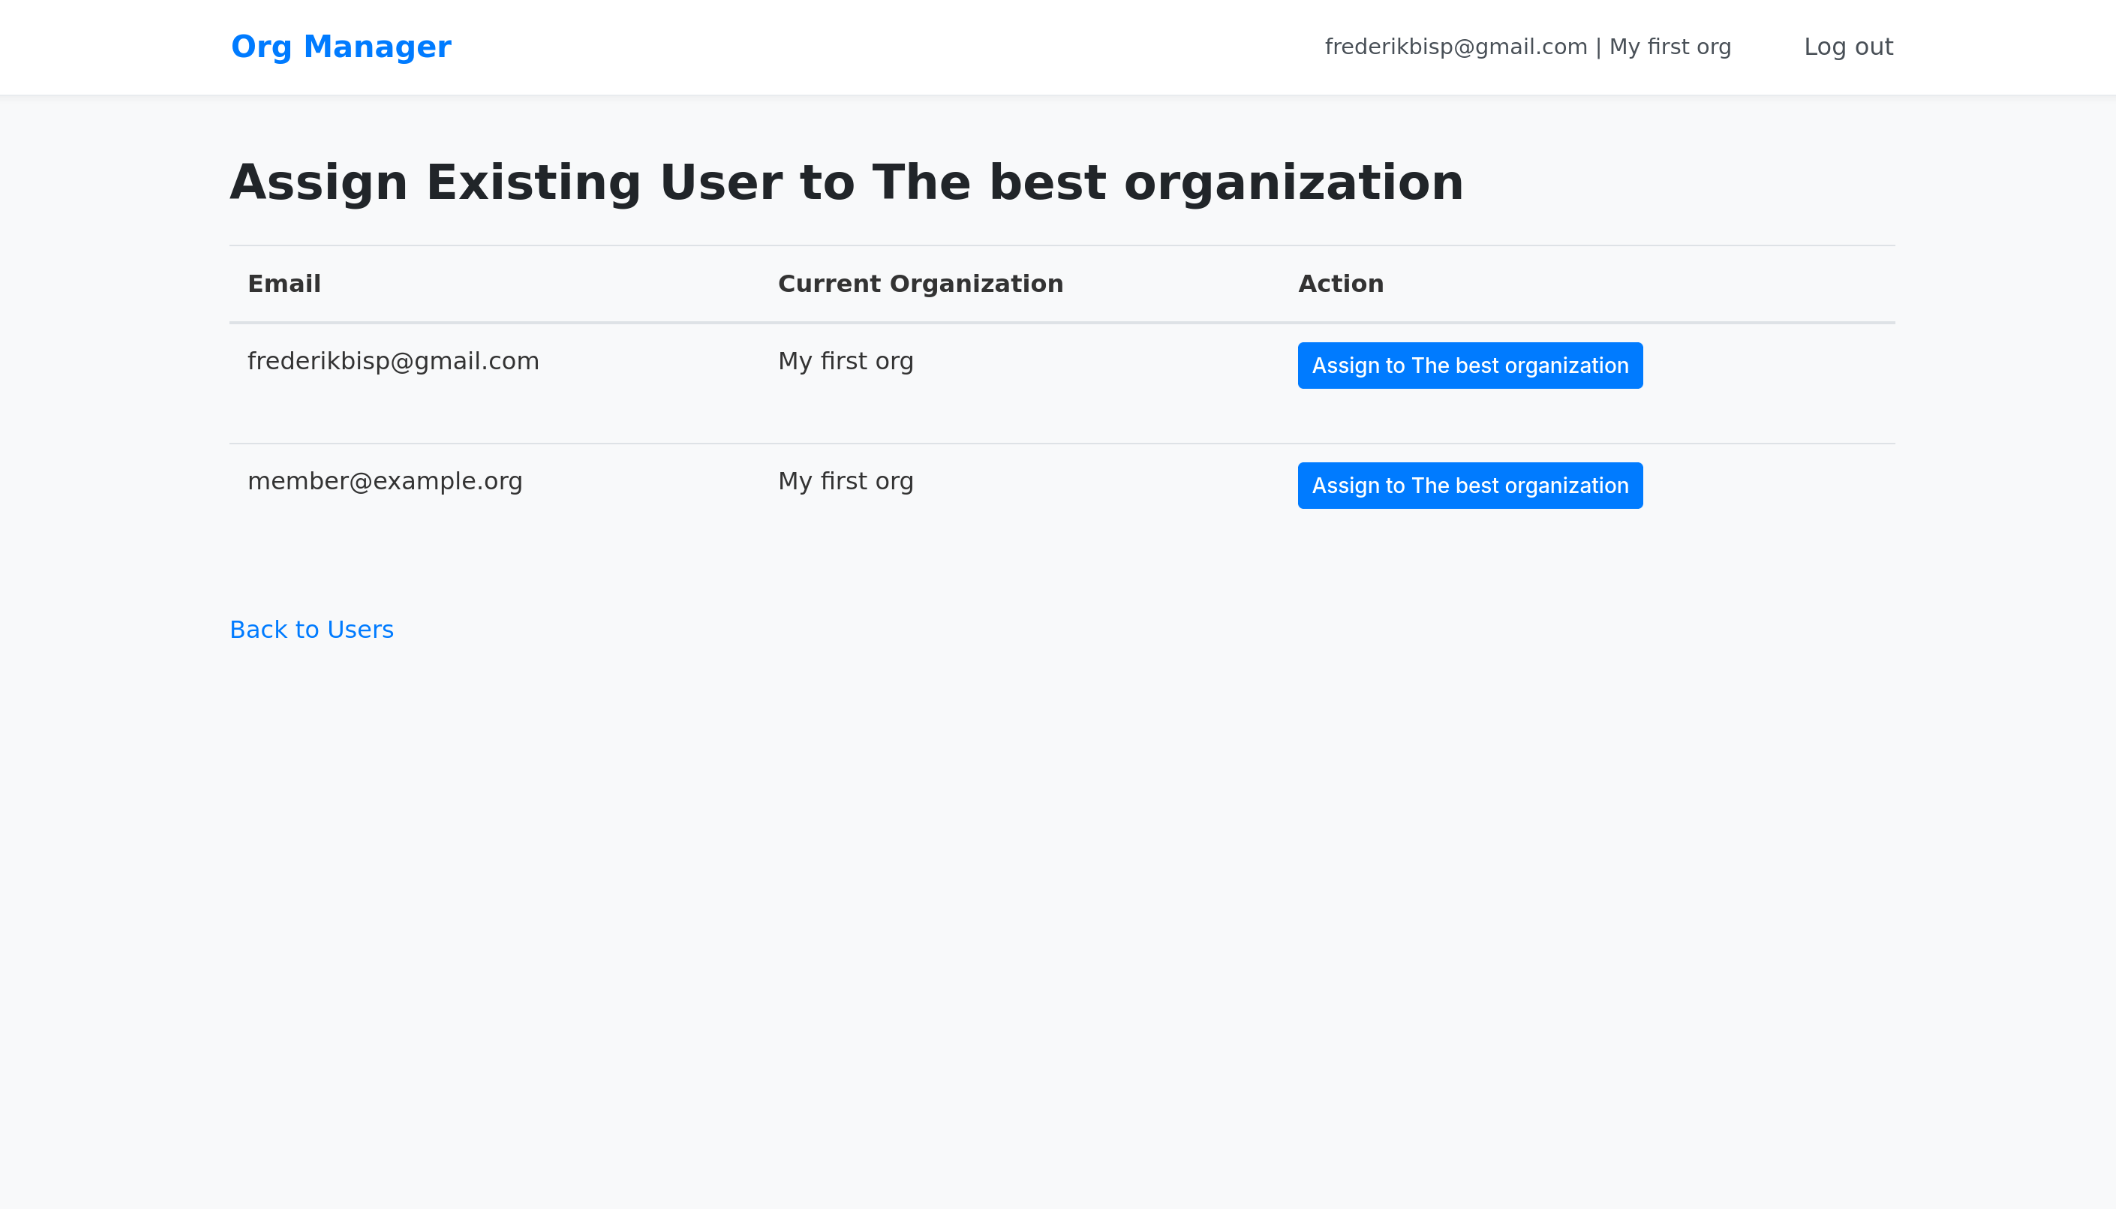 Org Manager
frederikbisp@gmail.com | My first org
Log out
Assign Existing User to The best organization
Email Current Organization Action
frederikbisp@gmail.com My first org Assign to The best organization
member@example.org My first org Assign to The best organization
Back to Users